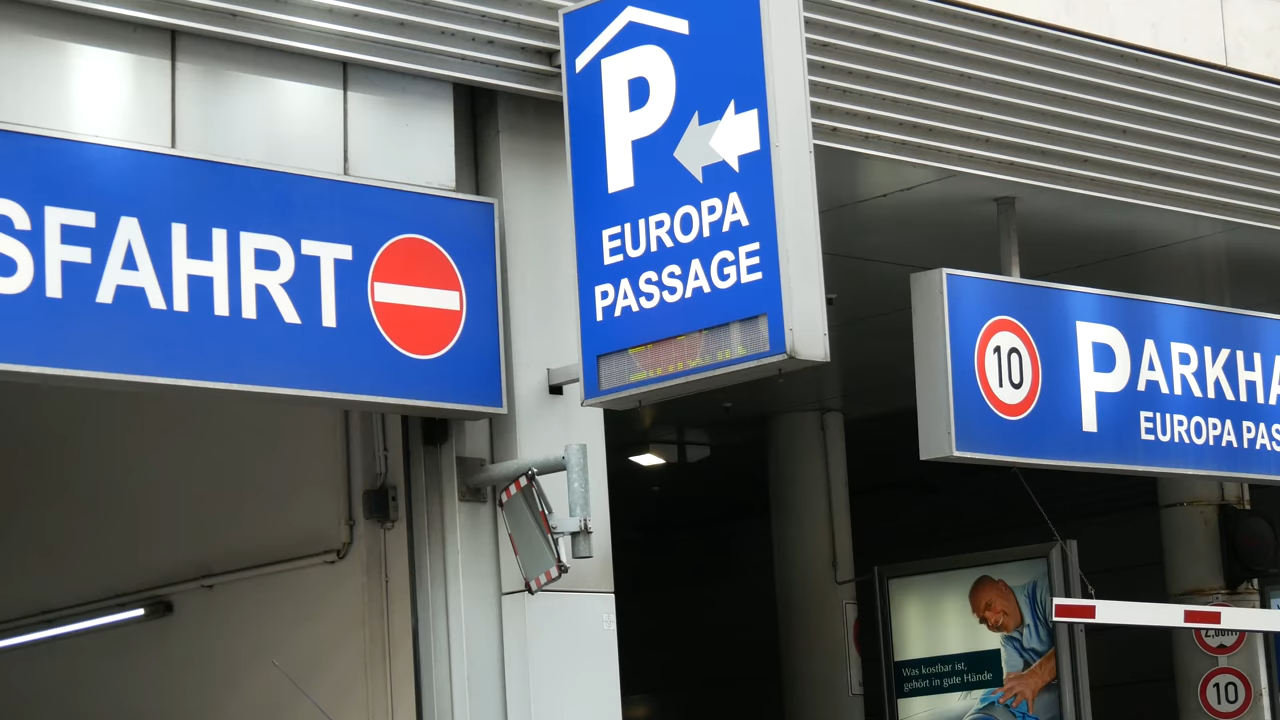 SFAHRT
P
EUROPA
PASSAGE
10
PARKHA
EUROPA PAS
Was kostbar ist,
gehört in gute Hände
10